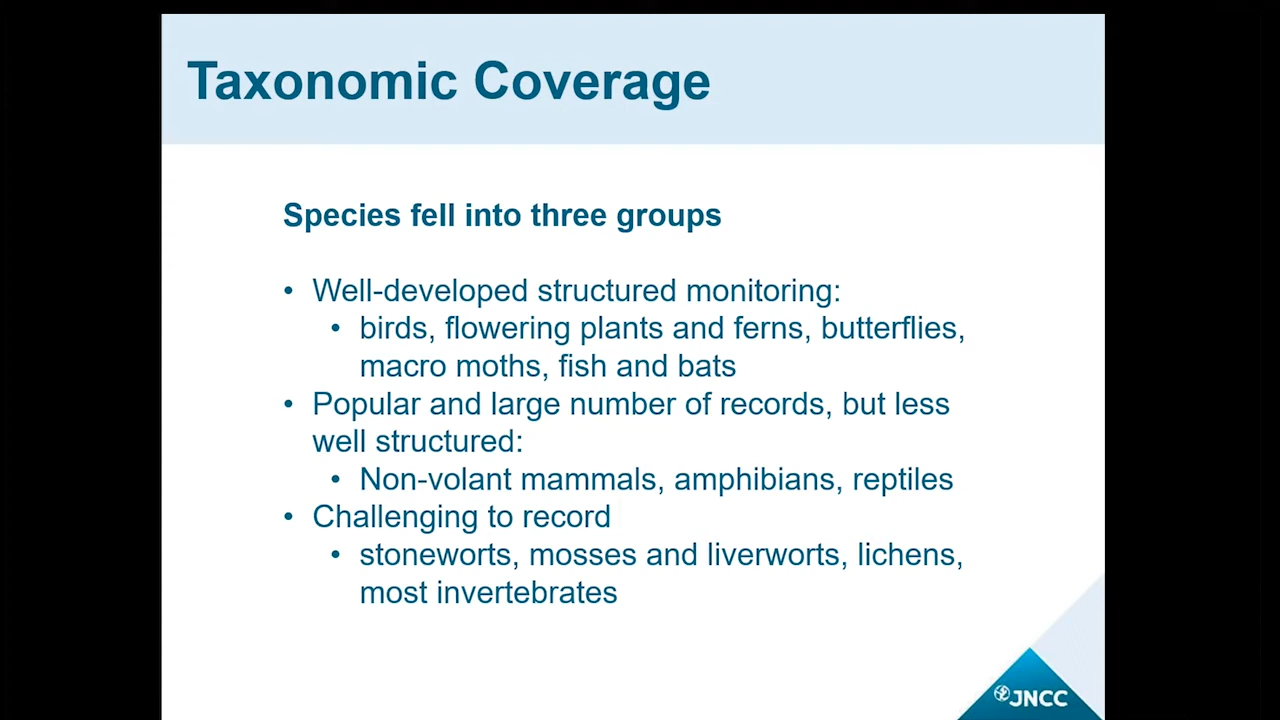 Taxonomic Coverage
Species fell into three groups
• Well-developed structured monitoring:
• birds, flowering plants and ferns, butterflies,
macro moths, fish and bats
• Popular and large number of records, but less
well structured:
• Non-volant mammals, amphibians, reptiles
• Challenging to record
• stoneworts, mosses and liverworts, lichens,
most invertebrates
JNCC